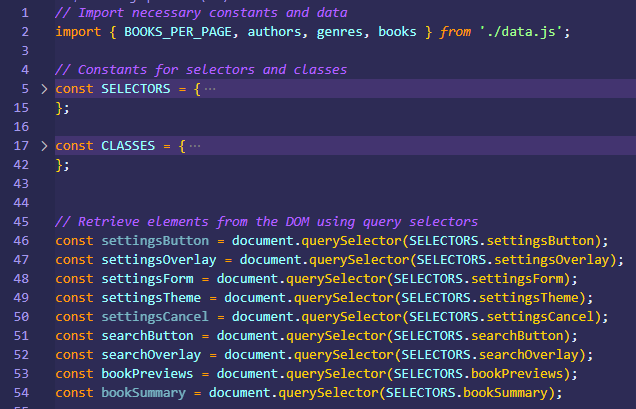 1 // Import necessary constants and data
2 import { BOOKS_PER_PAGE, authors, genres, books } from './data.js';
3
4 // Constants for selectors and classes
5 > const SELECTORS = { ···
15 };
16
17 > const CLASSES = { ···
42 };
43
44
45 // Retrieve elements from the DOM using query selectors
46 const settingsButton = document.querySelector(SELECTORS.settingsButton);
47 const settingsOverlay = document.querySelector(SELECTORS.settingsOverlay);
48 const settingsForm = document.querySelector(SELECTORS.settingsForm);
49 const settingsTheme = document.querySelector(SELECTORS.settingsTheme);
50 const settingsCancel = document.querySelector(SELECTORS.settingsCancel);
51 const searchButton = document.querySelector(SELECTORS.searchButton);
52 const searchOverlay = document.querySelector(SELECTORS.searchOverlay);
53 const bookPreviews = document.querySelector(SELECTORS.bookPreviews);
54 const bookSummary = document.querySelector(SELECTORS.bookSummary);